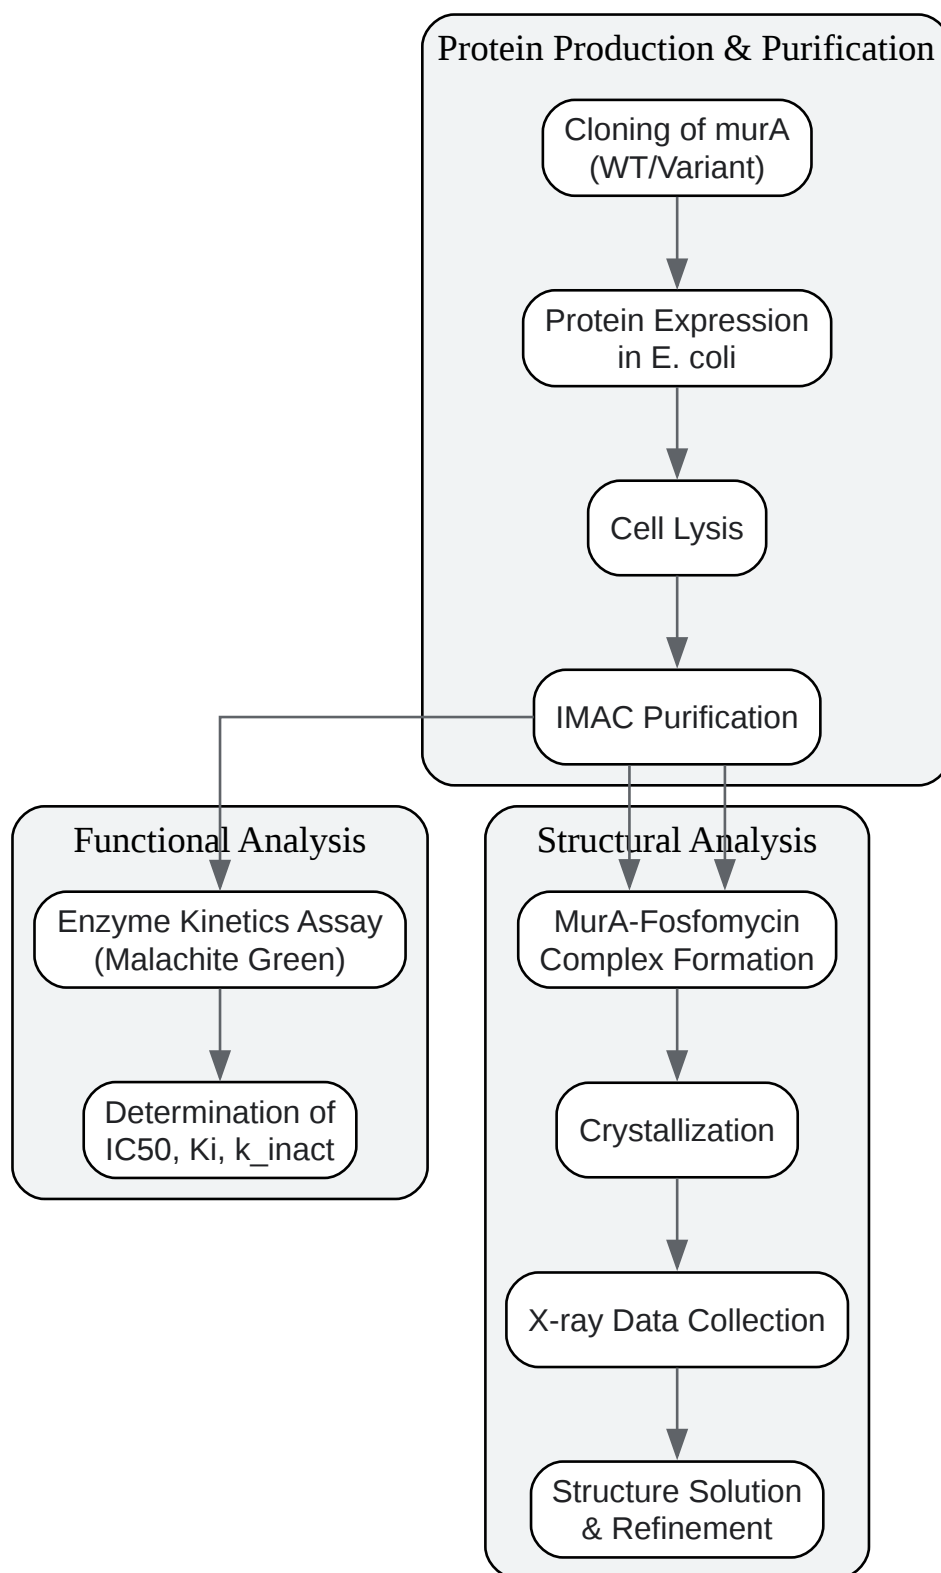 Protein Production & Purification
Cloning of murA
(WT/Variant)
Protein Expression
in E. coli
Cell Lysis
IMAC Purification
Functional Analysis
Enzyme Kinetics Assay
(Malachite Green)
Determination of
IC50, Ki, k_inact
Structural Analysis
MurA-Fosfomycin
Complex Formation
Crystallization
X-ray Data Collection
Structure Solution
& Refinement